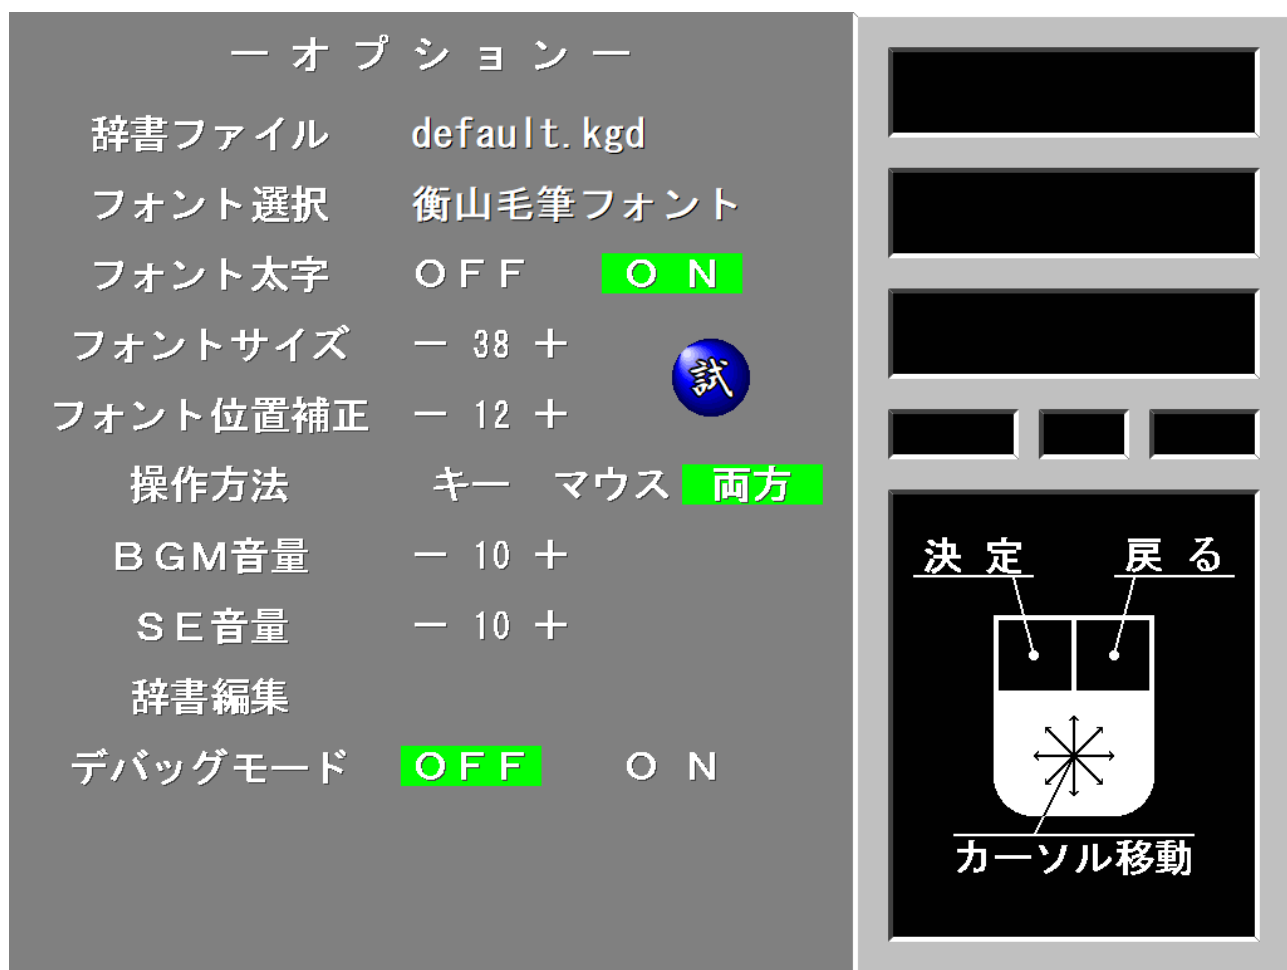 ーオプションー
辞書ファイル default.kgd
フォント選択 衡山毛筆フォント
フォント太字 ＯＦＦ ＯＮ
フォントサイズ － 38 ＋
試
フォント位置補正 － 12 ＋
操作方法 キー マウス 両方
ＢＧＭ音量 － 10 ＋
ＳＥ音量 － 10 ＋
辞書編集
デバッグモード ＯＦＦ ＯＮ
決定 戻る
カーソル移動